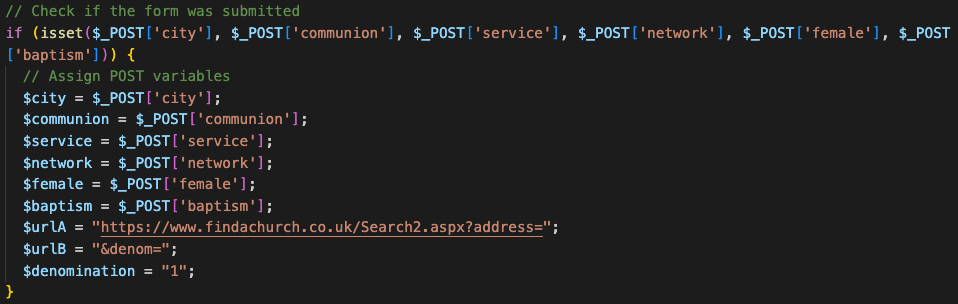 // Check if the form was submitted
if (isset($_POST['city'], $_POST['communion'], $_POST['service'], $_POST['network'], $_POST['female'], $_POST
['baptism'])) {
// Assign POST variables
$city = $_POST['city'];
$communion = $_POST['communion'];
$service = $_POST['service'];
$network = $_POST['network'];
$female = $_POST['female'];
$baptism = $_POST['baptism'];
$urlA = "https://www.findachurch.co.uk/Search2.aspx?address=";
$urlB = "&denom=";
$denomination = "1";
}